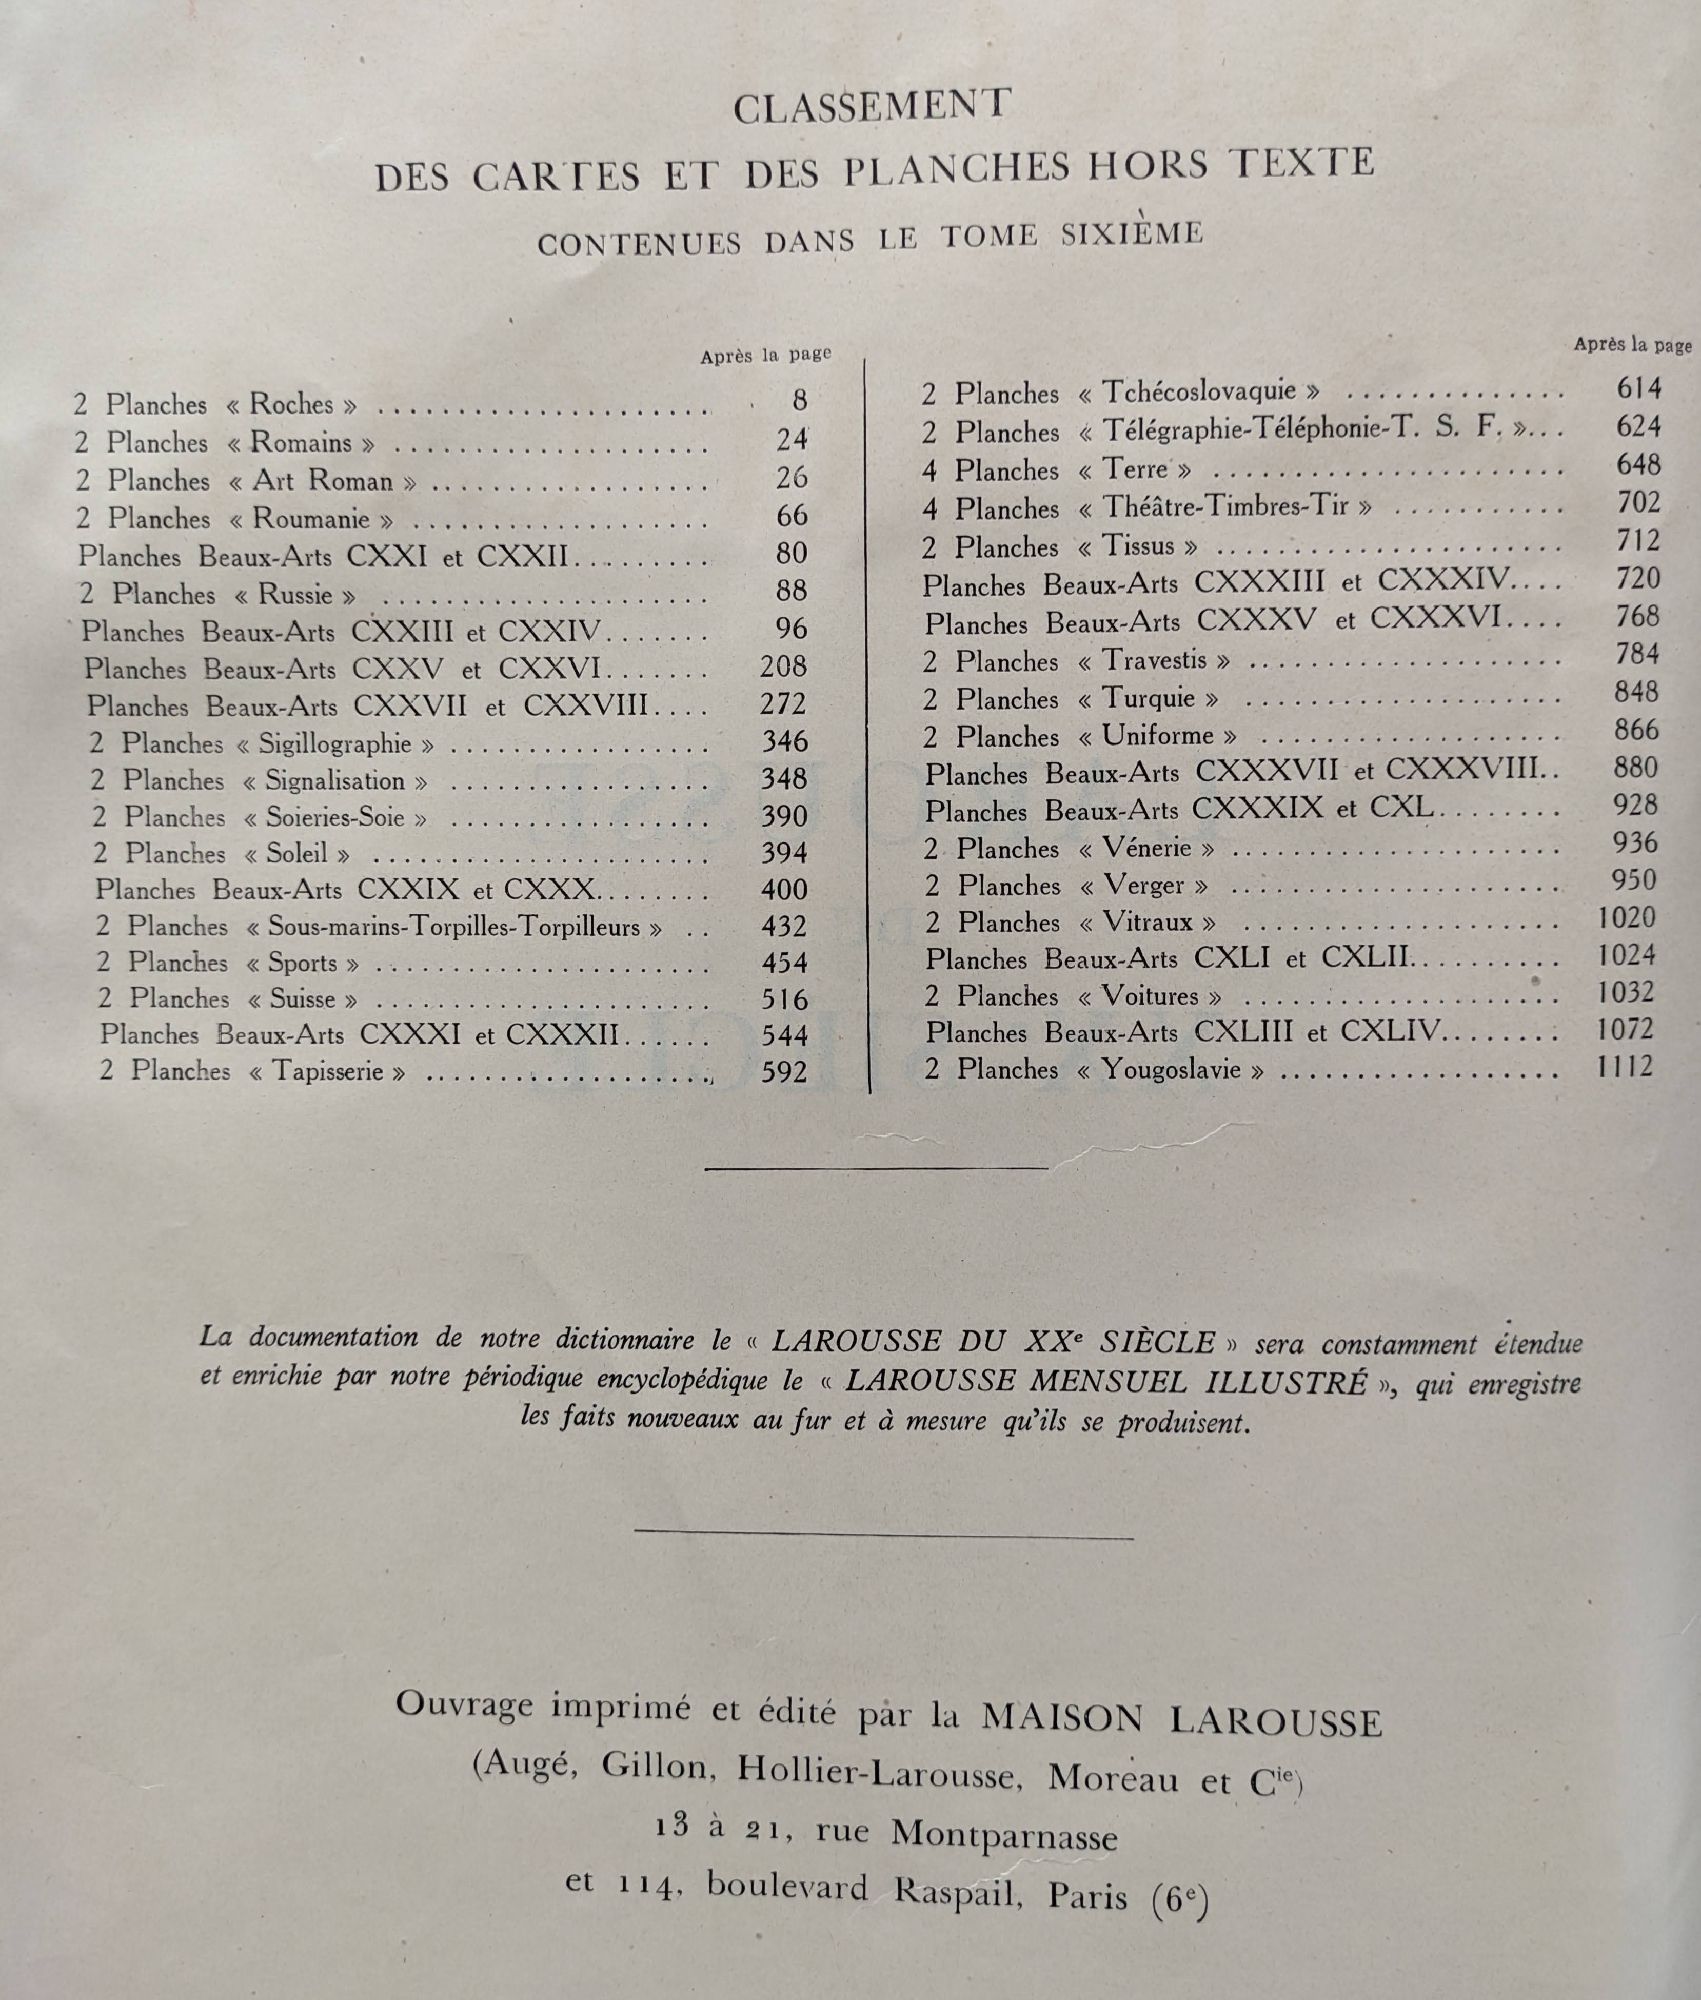 CLASSEMENT
DES CARTES ET DES PLANCHES HORS TEXTE
CONTENUES DANS LE TOME SIXIÈME
Après la page
2 Planches « Roches » ...................... 8
2 Planches « Romains » .................... 24
2 Planches « Art Roman » .................. 26
2 Planches « Roumanie » ................... 66
Planches Beaux-Arts CXXI et CXXII......... 80
2 Planches « Russie » ..................... 88
Planches Beaux-Arts CXXIII et CXXIV....... 96
Planches Beaux-Arts CXXV et CXXVI....... 208
Planches Beaux-Arts CXXVII et CXXVIII.... 272
2 Planches « Sigillographie » ................. 346
2 Planches « Signalisation » ................. 348
2 Planches « Soieries-Soie » ................. 390
2 Planches « Soleil » ...................... 394
Planches Beaux-Arts CXXIX et CXXX........ 400
2 Planches « Sous-marins-Torpilles-Torpilleurs » .. 432
2 Planches « Sports » ...................... 454
2 Planches « Suisse » ...................... 516
Planches Beaux-Arts CXXXI et CXXXII...... 544
2 Planches « Tapisserie » ................... 592
Après la page
2 Planches « Tchécoslovaquie » .............. 614
2 Planches « Télégraphie-Téléphonie-T. S. F. »... 624
4 Planches « Terre » ....................... 648
4 Planches « Théâtre-Timbres-Tir » ........... 702
2 Planches « Tissus » ....................... 712
Planches Beaux-Arts CXXXIII et CXXXIV.... 720
Planches Beaux-Arts CXXXV et CXXXVI.... 768
2 Planches « Travestis » ..................... 784
2 Planches « Turquie » ..................... 848
2 Planches « Uniforme » .................... 866
Planches Beaux-Arts CXXXVII et CXXXVIII.. 880
Planches Beaux-Arts CXXXIX et CXL........ 928
2 Planches « Vénerie » ...................... 936
2 Planches « Verger » ...................... 950
2 Planches « Vitraux » ..................... 1020
Planches Beaux-Arts CXLI et CXLII.......... 1024
2 Planches « Voitures » ..................... 1032
Planches Beaux-Arts CXLIII et CXLIV........ 1072
2 Planches « Yougoslavie » .................. 1112
La documentation de notre dictionnaire le « LAROUSSE DU XXe SIÈCLE » sera constamment étendue
et enrichie par notre périodique encyclopédique le « LAROUSSE MENSUEL ILLUSTRÉ », qui enregistre
les faits nouveaux au fur et à mesure qu'ils se produisent.
Ouvrage imprimé et édité par la MAISON LAROUSSE
(Augé, Gillon, Hollier-Larousse, Moreau et Cie)
13 à 21, rue Montparnasse
et 114, boulevard Raspail, Paris (6e)